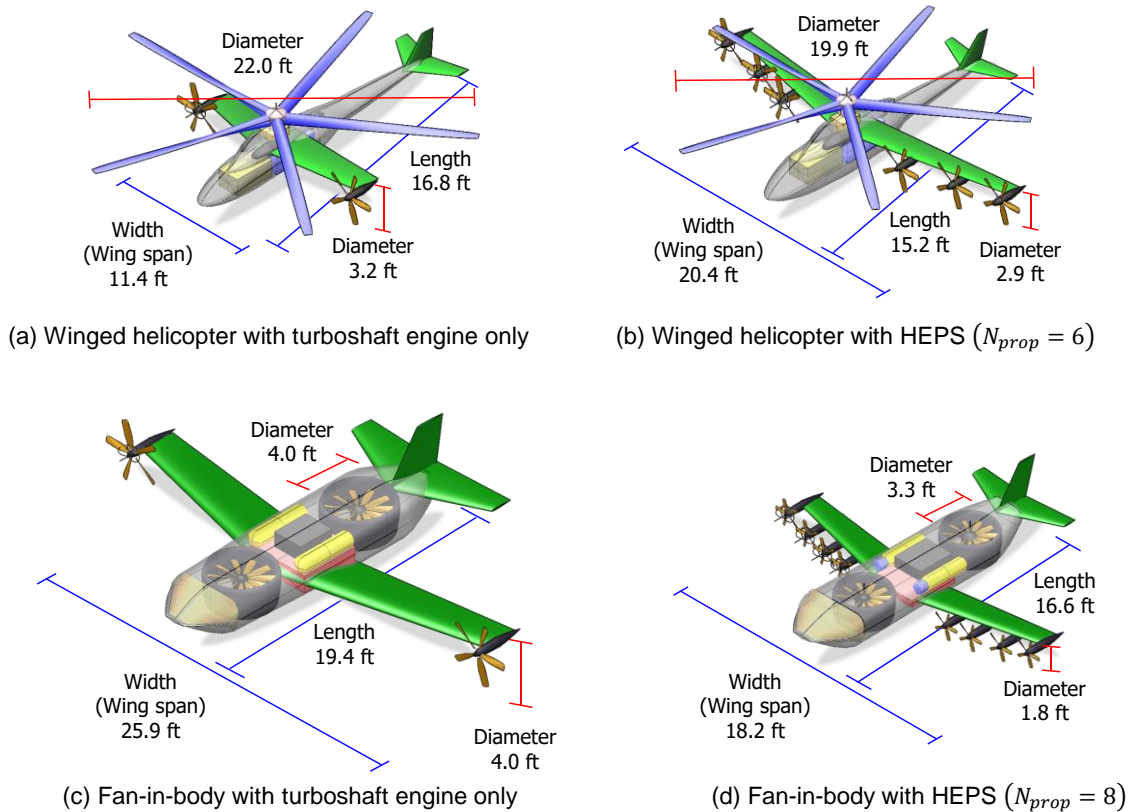 Diameter
22.0 ft
Length
16.8 ft
Width
(Wing span)
11.4 ft
Diameter
3.2 ft
(a) Winged helicopter with turboshaft engine only
Diameter
19.9 ft
Length
15.2 ft
Width
(Wing span)
20.4 ft
Diameter
2.9 ft
(b) Winged helicopter with HEPS (N_prop = 6)
Diameter
4.0 ft
Length
19.4 ft
Width
(Wing span)
25.9 ft
Diameter
4.0 ft
(c) Fan-in-body with turboshaft engine only
Diameter
3.3 ft
Length
16.6 ft
Width
(Wing span)
18.2 ft
Diameter
1.8 ft
(d) Fan-in-body with HEPS (N_prop = 8)